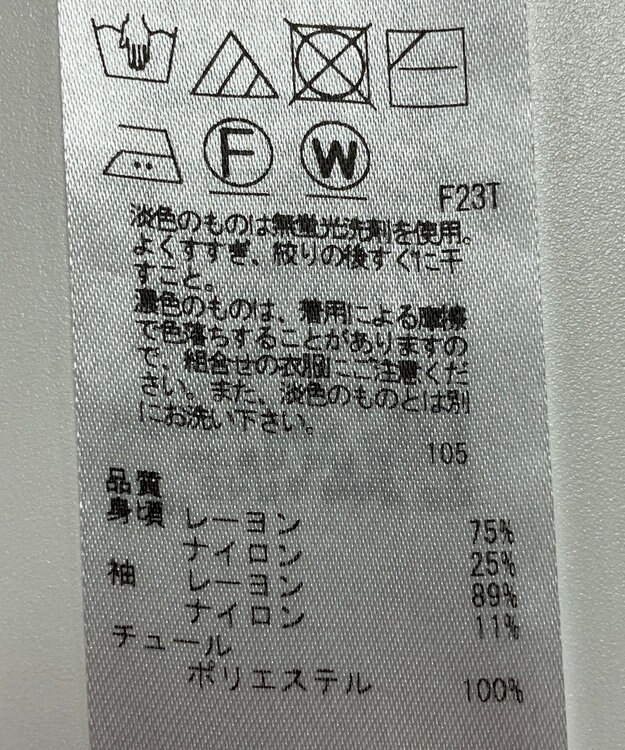 F W
F23T
淡色のものは無蛍光洗剤を使用。
よくすすぎ、絞りの後すぐに干
すこと。
濃色のものは、着用による摩擦
で色落ちすることがありますの
で、組合せの衣服にご注意くだ
さい。また、淡色のものとは別
にお洗い下さい。
105
品質
身頃 レーヨン 75%
ナイロン 25%
袖 レーヨン 89%
ナイロン 11%
チュール
ポリエステル 100%